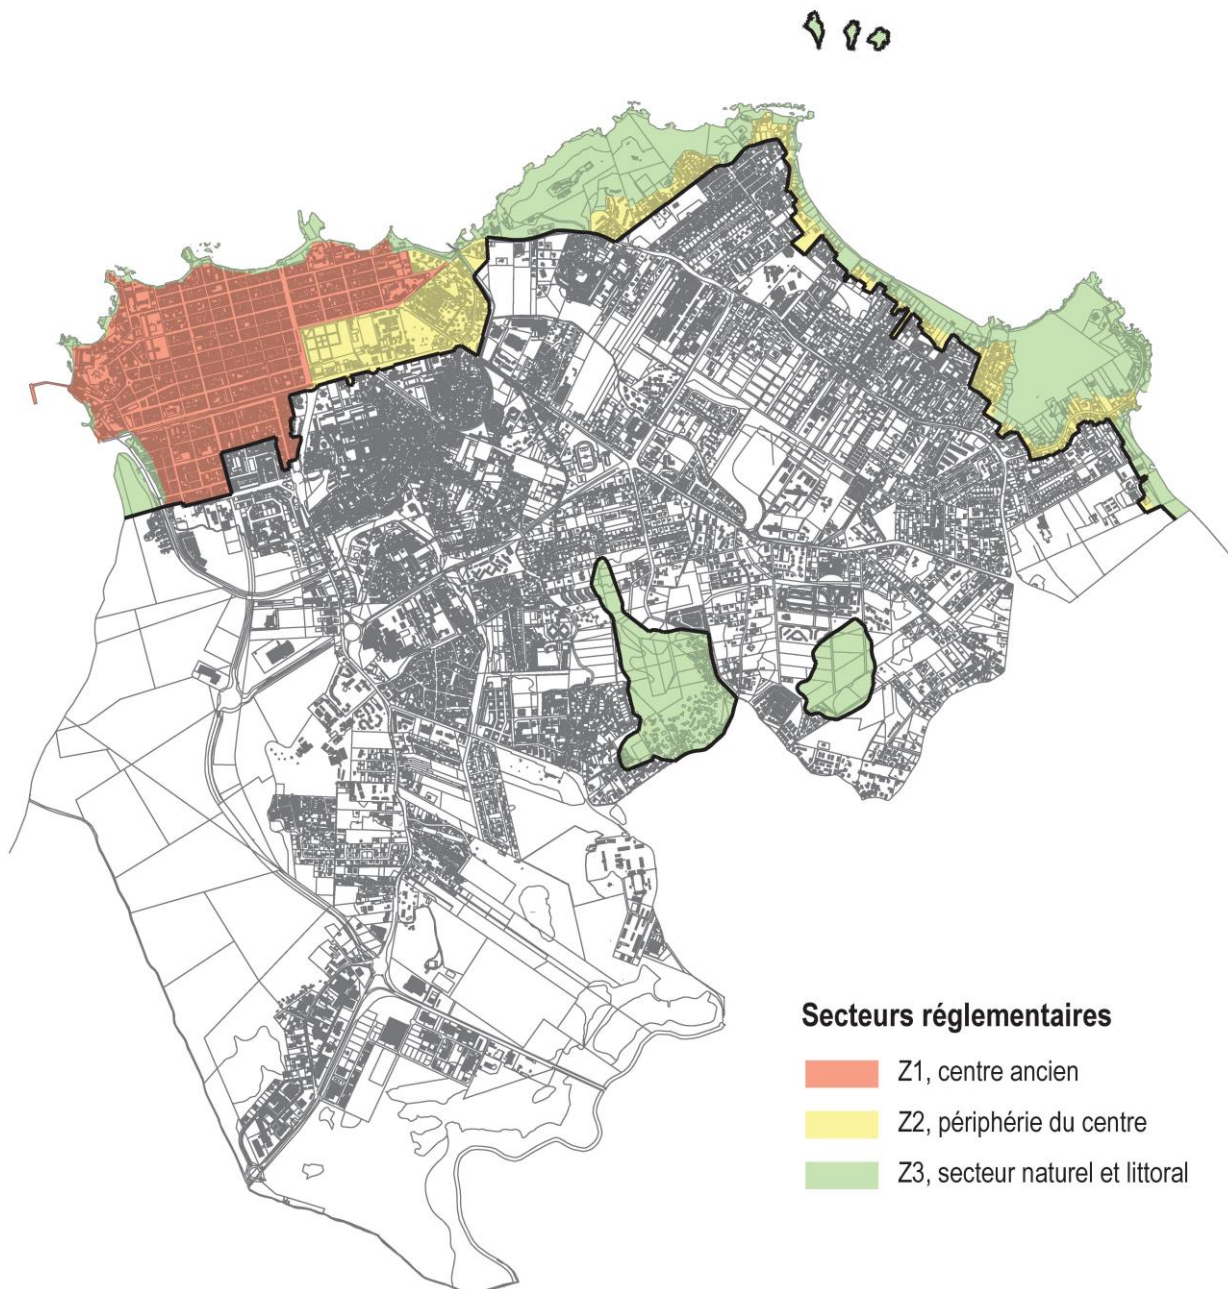 Secteurs réglementaires
Z1, centre ancien
Z2, périphérie du centre
Z3, secteur naturel et littoral